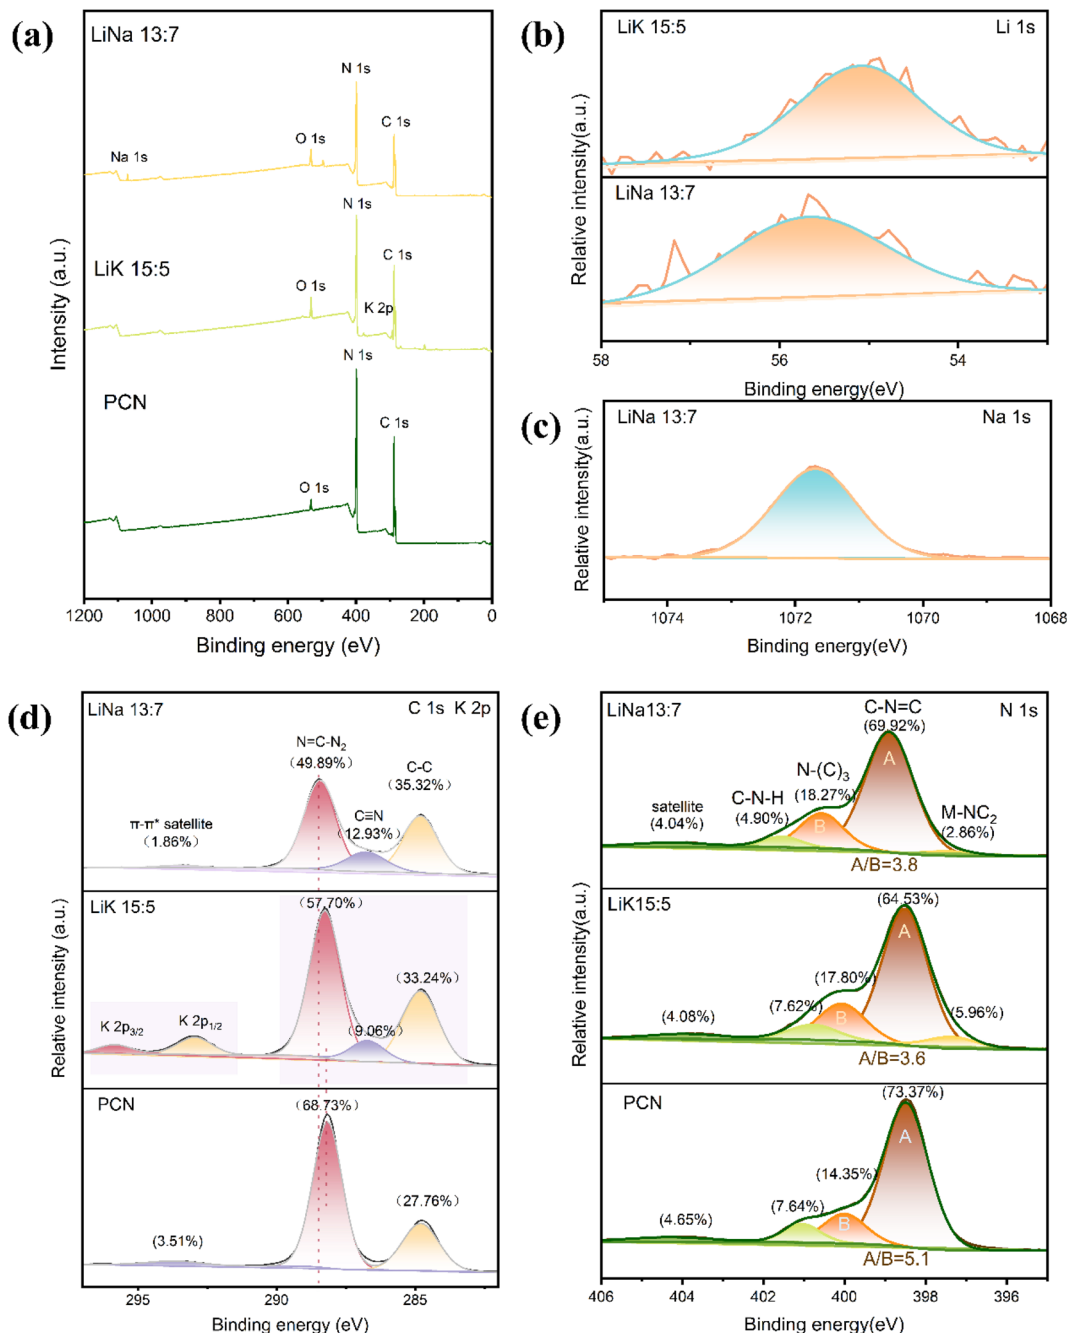 (a)
LiNa 13:7
N 1s
C 1s
O 1s
Na 1s
LiK 15:5
N 1s
C 1s
O 1s
K 2p
PCN
N 1s
C 1s
O 1s
Intensity (a.u.)
1200 1000 800 600 400 200 0
Binding energy (eV)
(b)
LiK 15:5 Li 1s
LiNa 13:7
Relative intensity(a.u.)
58 56 54
Binding energy(eV)
(c)
LiNa 13:7 Na 1s
Relative intensity(a.u.)
1074 1072 1070 1068
Binding energy(eV)
(d)
LiNa 13:7 C 1s K 2p
N=C-N₂
(49.89%)
C-C
(35.32%)
C≡N
(12.93%)
π-π* satellite
(1.86%)
LiK 15:5
(57.70%)
(33.24%)
(9.06%)
K 2p3/2
K 2p1/2
PCN
(68.73%)
(27.76%)
(3.51%)
Relative intensity (a.u.)
295 290 285
Binding energy (eV)
(e)
LiNa13:7 N 1s
C-N=C
(69.92%)
A
N-(C)₃
(18.27%)
B
C-N-H
(4.90%)
satellite
(4.04%)
M-NC₂
(2.86%)
A/B=3.8
LiK15:5
(64.53%)
A
(17.80%)
B
(7.62%)
(4.08%)
(5.96%)
A/B=3.6
PCN
(73.37%)
A
(14.35%)
B
(7.64%)
(4.65%)
A/B=5.1
Relative intensity(a.u.)
406 404 402 400 398 396
Binding energy(eV)